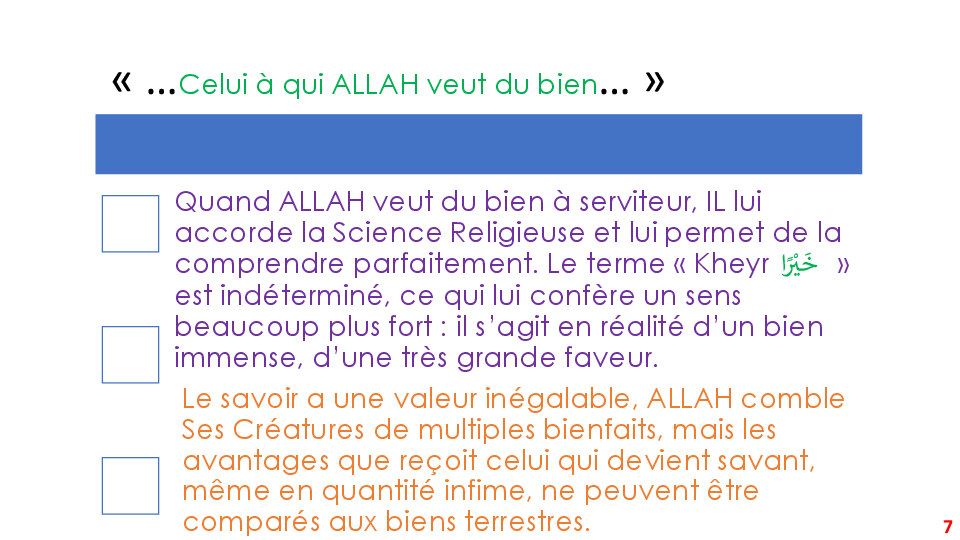 « ...Celui à qui ALLAH veut du bien... »
Quand ALLAH veut du bien à serviteur, IL lui
accorde la Science Religieuse et lui permet de la
comprendre parfaitement. Le terme « Kheyr خَيْرًا »
est indéterminé, ce qui lui confère un sens
beaucoup plus fort : il s’agit en réalité d’un bien
immense, d’une très grande faveur.
Le savoir a une valeur inégalable, ALLAH comble
Ses Créatures de multiples bienfaits, mais les
avantages que reçoit celui qui devient savant,
même en quantité infime, ne peuvent être
comparés aux biens terrestres.
7